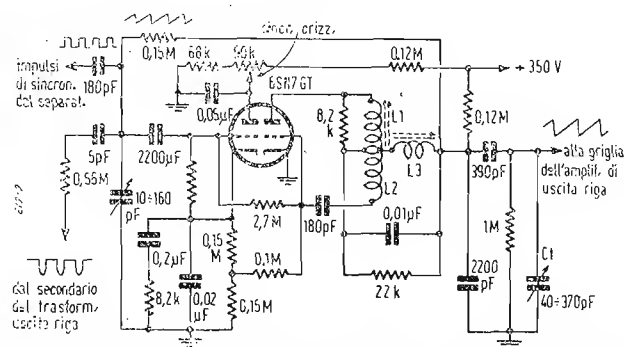 sincr. orizz.
0,15M
68k
50k
6SN7 GT
0,12M
+ 350 V
impulsi
di sincron.
dal separat.
180pF
0,05µF
8,2
k
L1
L2
L3
0,12M
390pF
alla griglia
dell'amplif. di
uscita riga
5pF
2200µF
0,56M
10÷160
pF
2,7M
180pF
0,01µF
1M
0,2µF
0,15
M
0,1M
22k
2200
pF
Ct
40÷370pF
8,2k
0,02
µF
0,15M
dal secondario
del trasform.
uscita riga